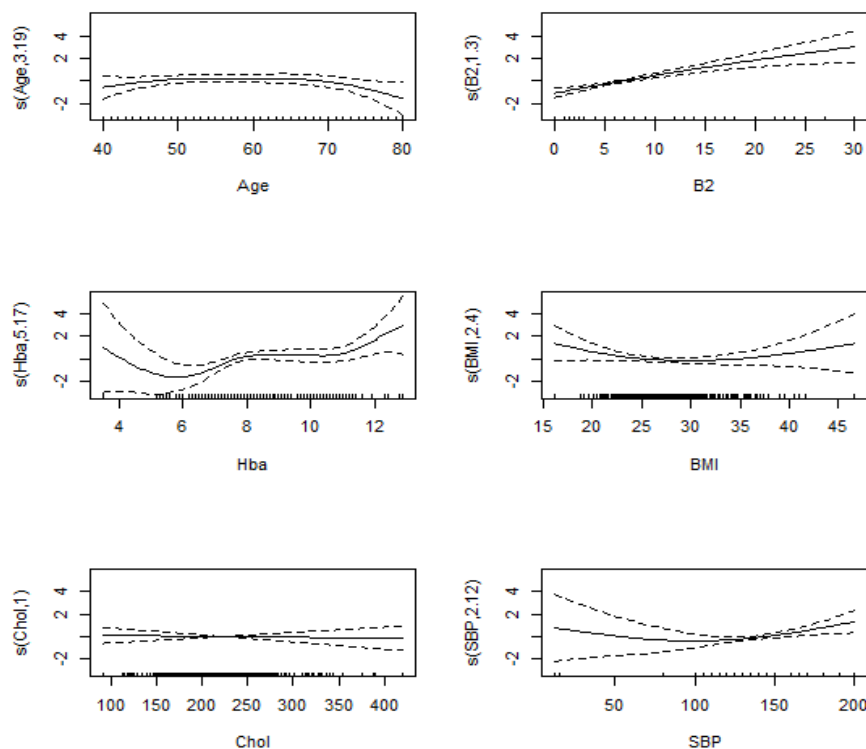 s(Age,3.19)
4
2
-2
40 50 60 70 80
Age
s(B2,1.3)
4
2
-2
0 5 10 15 20 25 30
B2
s(Hba,5.17)
4
2
-2
4 6 8 10 12
Hba
s(BMI,2.4)
4
2
-2
15 20 25 30 35 40 45
BMI
s(Chol,1)
4
2
-2
100 150 200 250 300 350 400
Chol
s(SBP,2.12)
4
2
-2
50 100 150 200
SBP